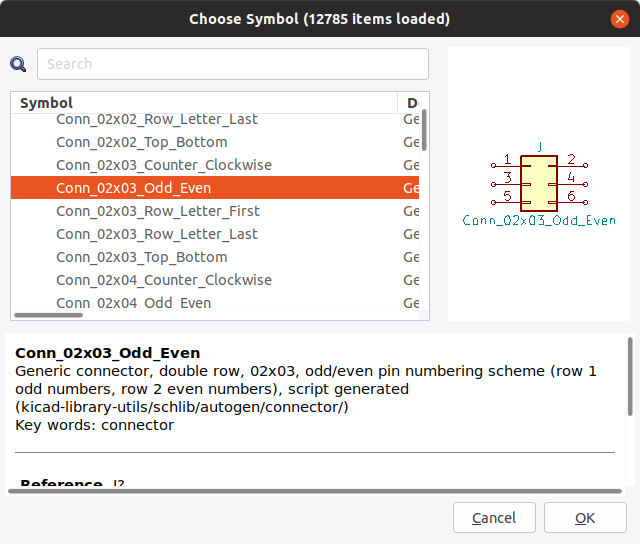 Choose Symbol (12785 items loaded)
Search
Symbol D
Conn_02x02_Row_Letter_Last Ge
Conn_02x02_Top_Bottom Ge
Conn_02x03_Counter_Clockwise Ge
Conn_02x03_Odd_Even Ge
Conn_02x03_Row_Letter_First Ge
Conn_02x03_Row_Letter_Last Ge
Conn_02x03_Top_Bottom Ge
Conn_02x04_Counter_Clockwise Ge
Conn_02x04_Odd_Even Ge
J
1 2
3 4
5 6
Conn_02x03_Odd_Even
Conn_02x03_Odd_Even
Generic connector, double row, 02x03, odd/even pin numbering scheme (row 1
odd numbers, row 2 even numbers), script generated
(kicad-library-utils/schlib/autogen/connector/)
Key words: connector
Reference J?
Cancel OK